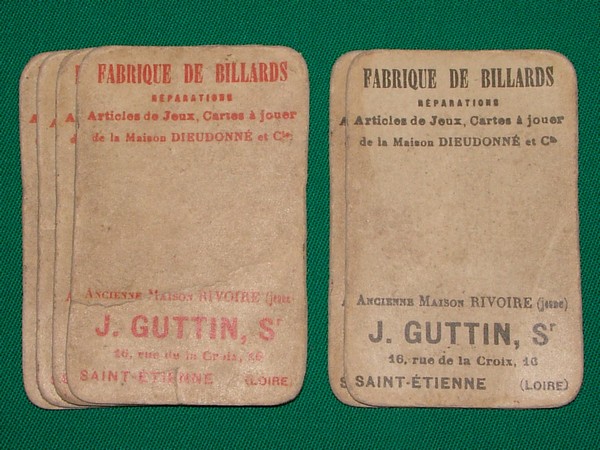 FABRIQUE DE BILLARDS
RÉPARATIONS
Articles de Jeux, Cartes à jouer
de la Maison DIEUDONNÉ et Cie
ANCIENNE MAISON RIVOIRE (jeune
J. GUTTIN, Sr
16, rue de la Croix, 16
SAINT-ÉTIENNE (LOIRE)
FABRIQUE DE BILLARDS
RÉPARATIONS
Articles de Jeux, Cartes à jouer
de la Maison DIEUDONNÉ et Cie
ANCIENNE MAISON RIVOIRE (jeune)
J. GUTTIN, Sr
16, rue de la Croix, 16
SAINT-ÉTIENNE (LOIRE)